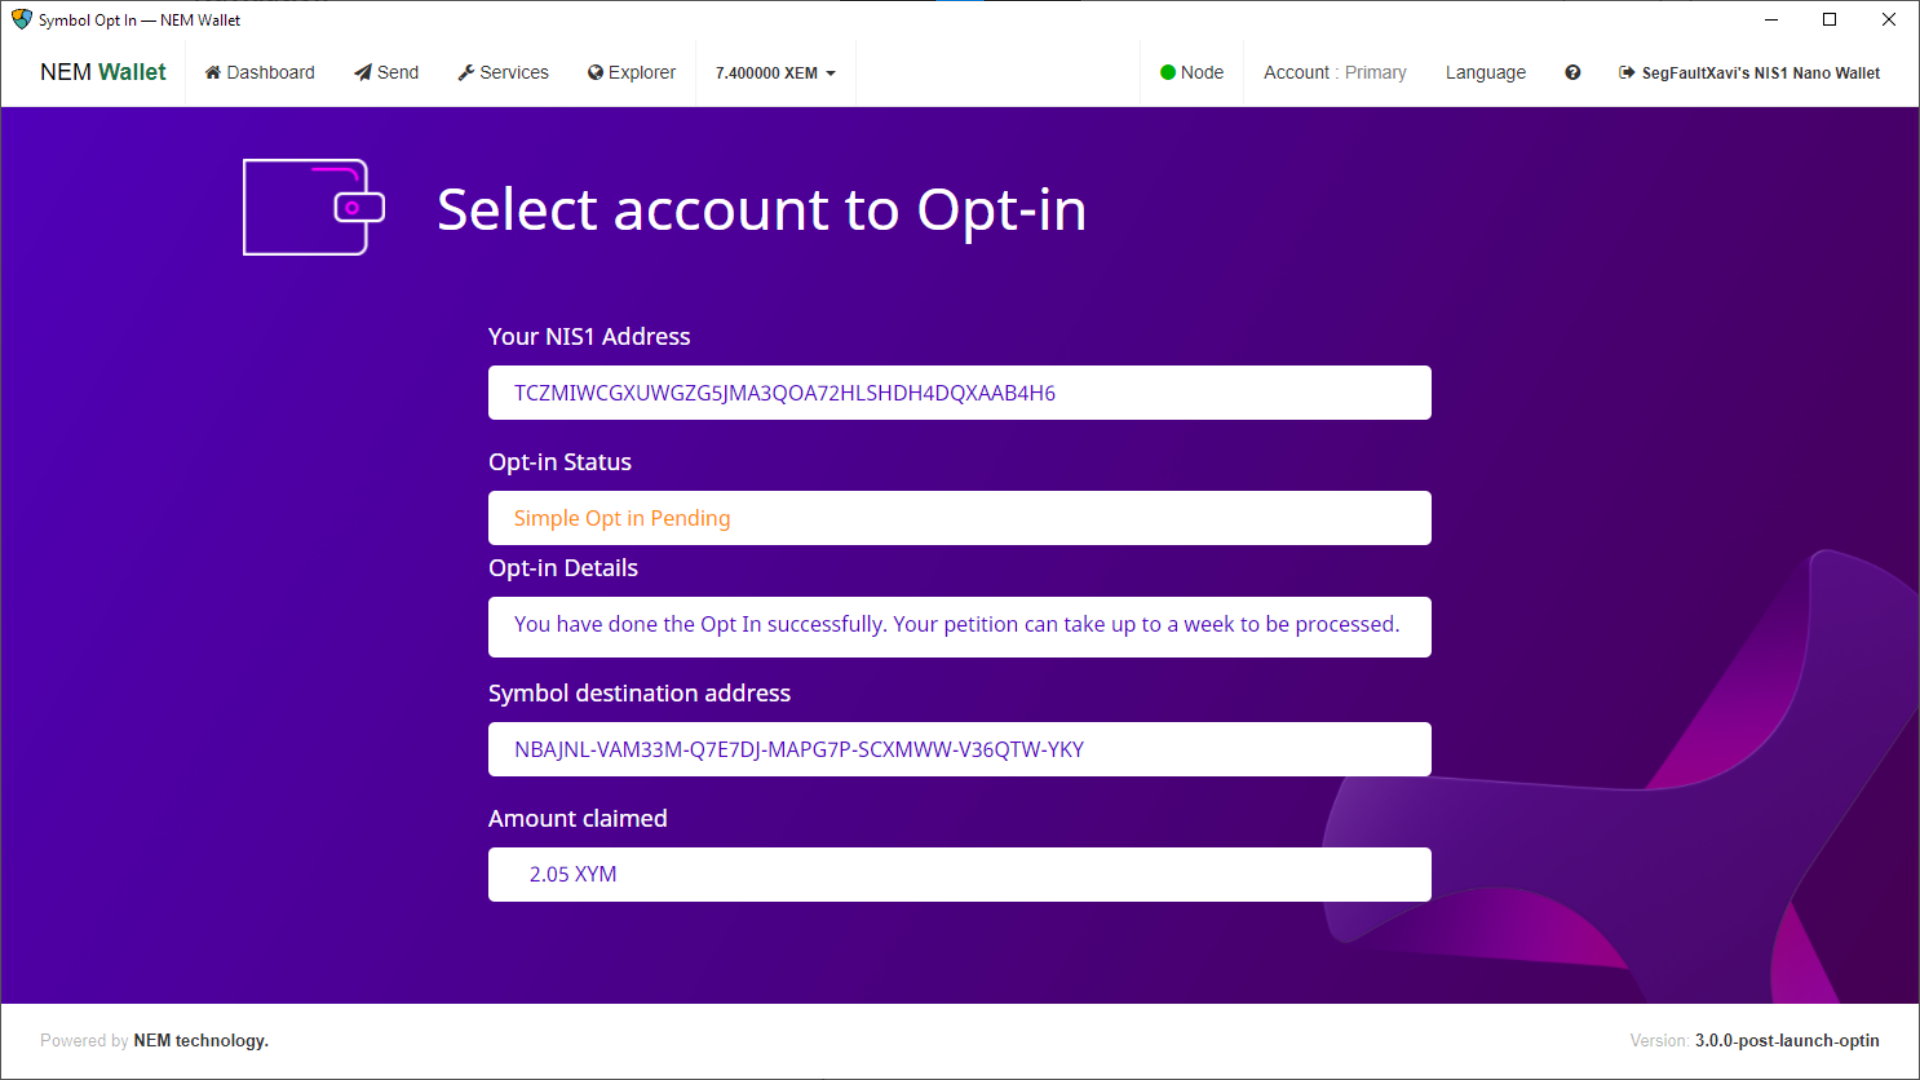 Symbol Opt In — NEM Wallet
NEM Wallet Dashboard Send Services Explorer 7.400000 XEM Node Account : Primary Language SegFaultXavi's NIS1 Nano Wallet
Select account to Opt-in
Your NIS1 Address
TCZMIWCGXUWGZG5JMA3QOA72HLSHDH4DQXAAB4H6
Opt-in Status
Simple Opt in Pending
Opt-in Details
You have done the Opt In successfully. Your petition can take up to a week to be processed.
Symbol destination address
NBAJNL-VAM33M-Q7E7DJ-MAPG7P-SCXMWW-V36QTW-YKY
Amount claimed
2.05 XYM
Powered by NEM technology. Version: 3.0.0-post-launch-optin